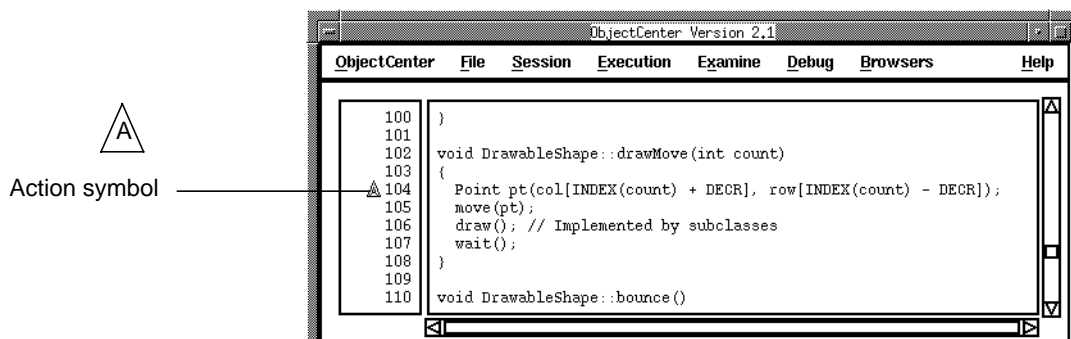 ObjectCenter Version 2.1
ObjectCenter File Session Execution Examine Debug Browsers Help
A
Action symbol
100 }
101
102 void DrawableShape::drawMove(int count)
103 {
A 104 Point pt(col[INDEX(count) + DECR], row[INDEX(count) - DECR]);
105 move(pt);
106 draw(); // Implemented by subclasses
107 wait();
108 }
109
110 void DrawableShape::bounce()